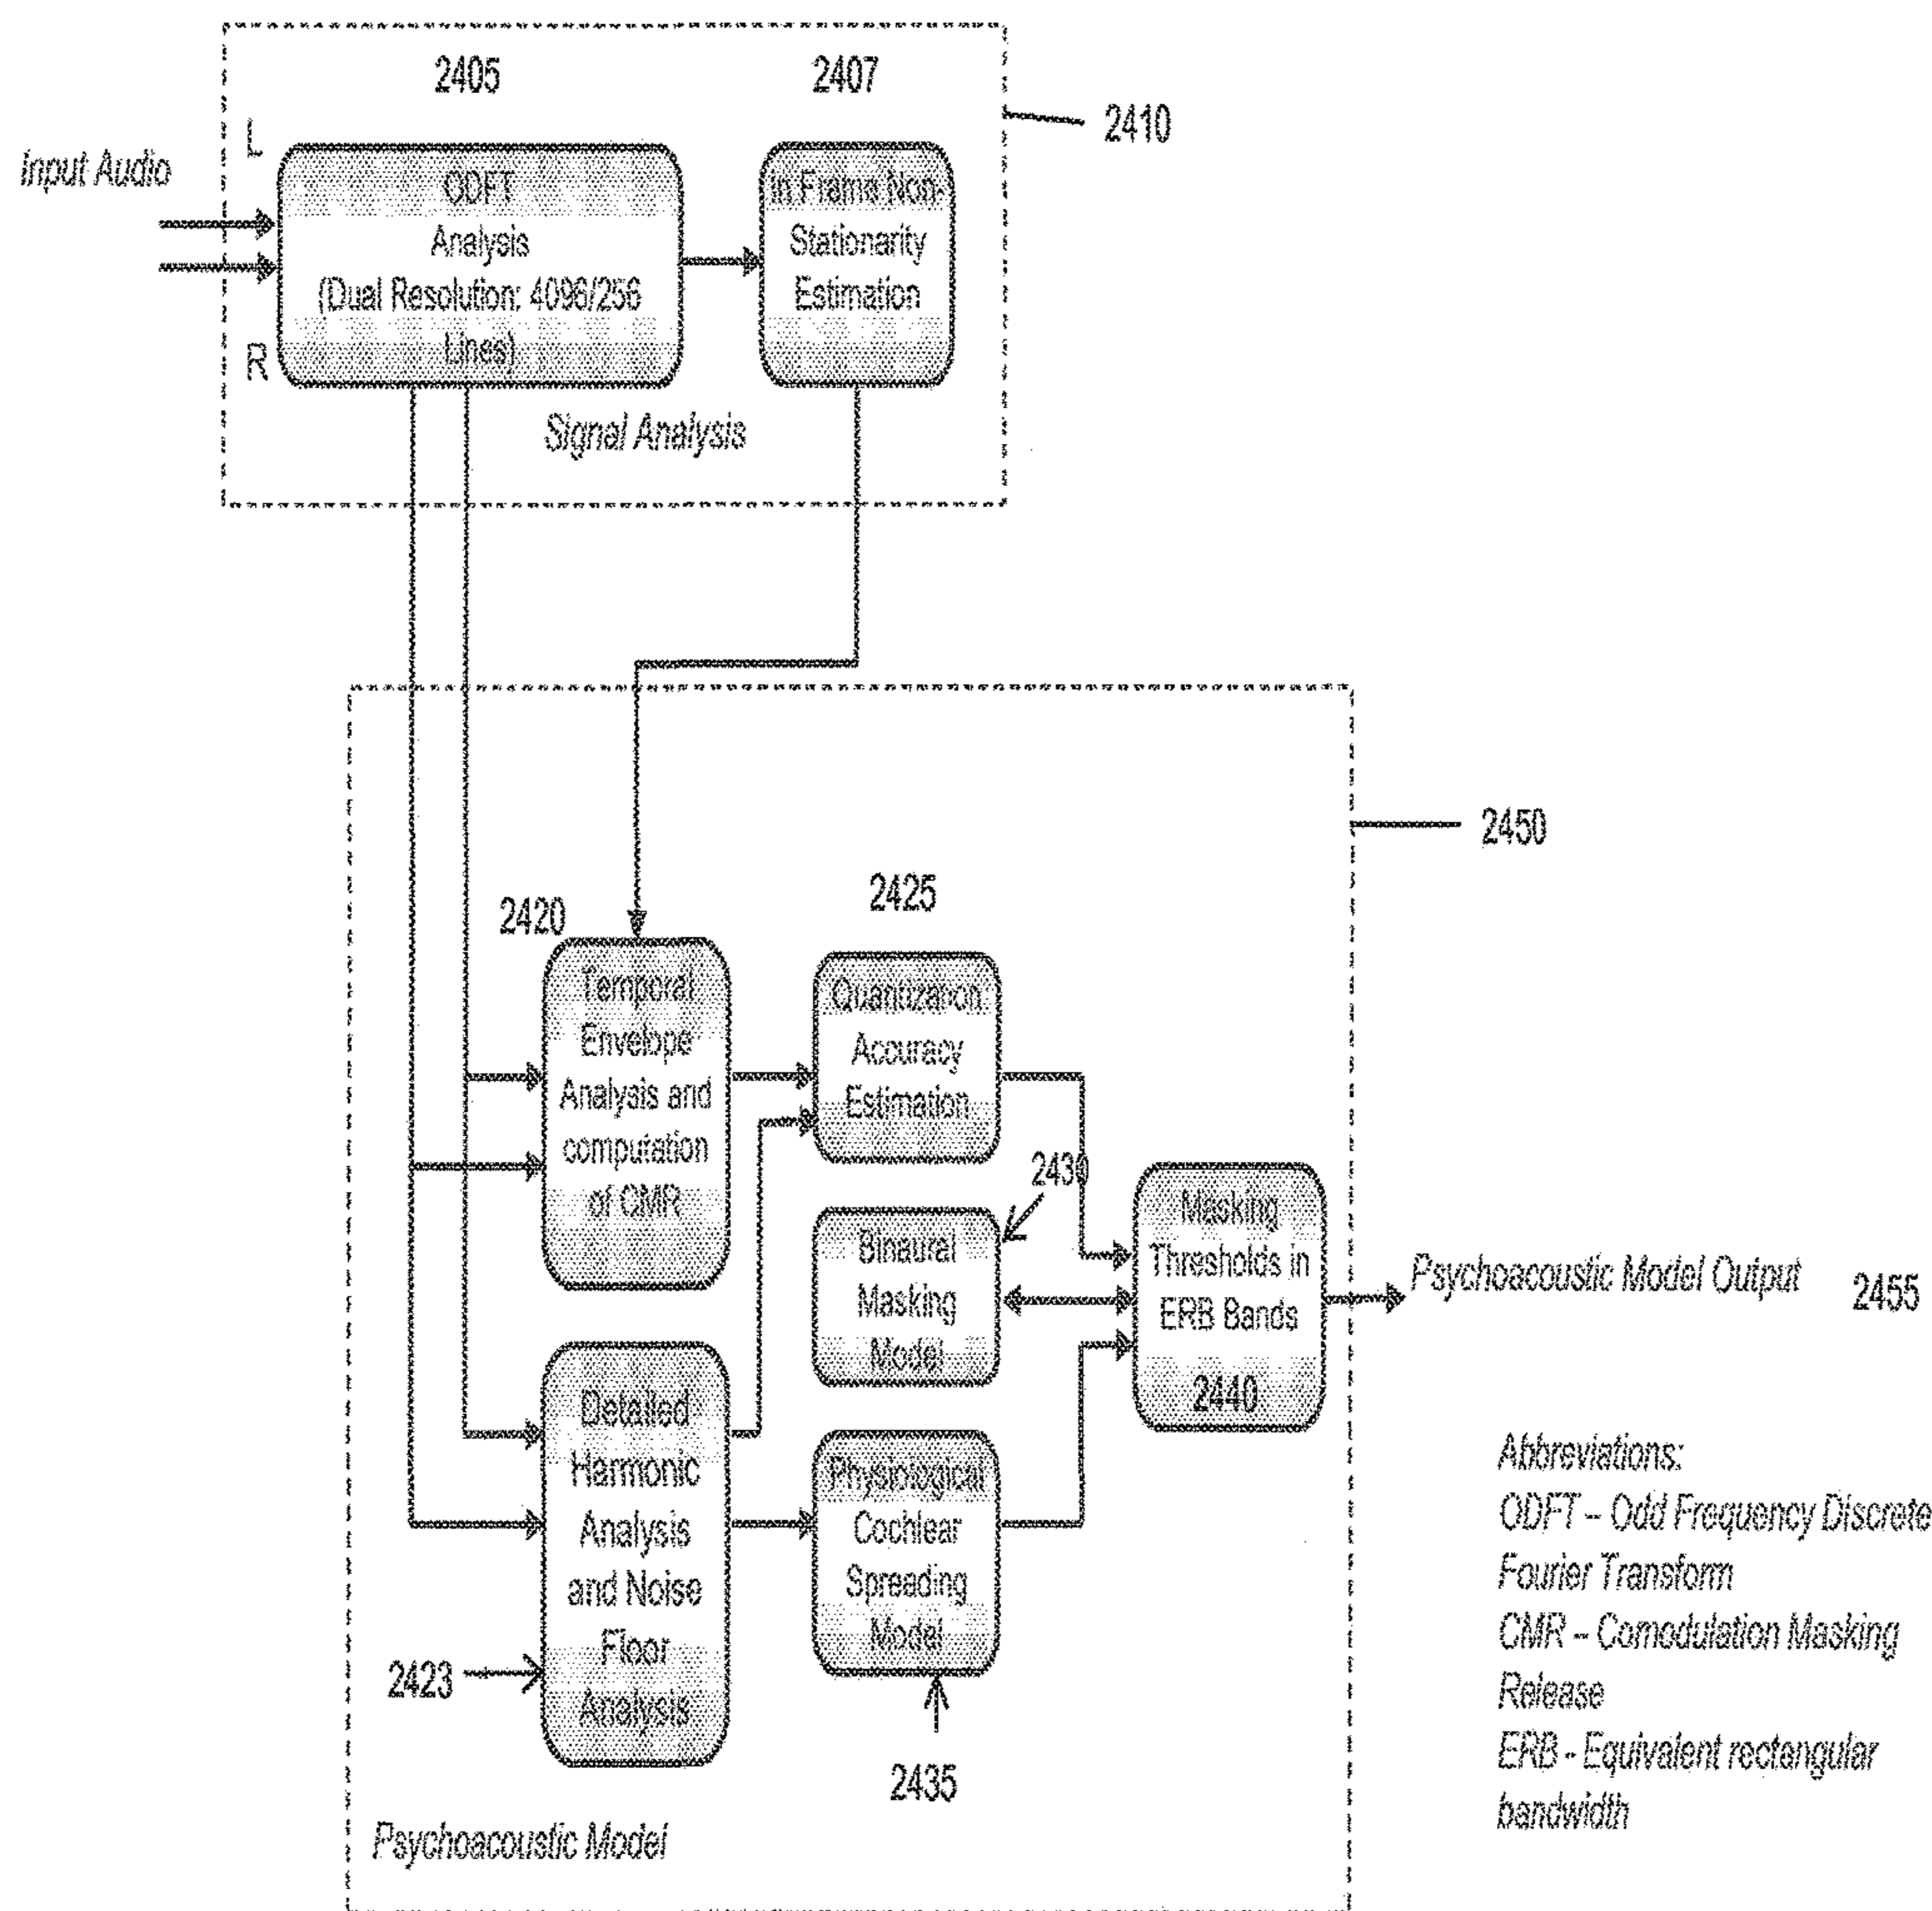 2405
2407
2410
Input Audio
L
R
ODFT
Analysis
(Dual Resolution: 4096/256
Lines)
In Frame Non-
Stationarity
Estimation
Signal Analysis
2450
2420
Temporal
Envelope
Analysis and
computation
of CMR
2425
Quantization
Accuracy
Estimation
2430
Binaural
Masking
Model
Masking
Thresholds in
ERB Bands
2440
Psychoacoustic Model Output
2455
Detailed
Harmonic
Analysis
and Noise
Floor
Analysis
2423
Physiological
Cochlear
Spreading
Model
2435
Psychoacoustic Model
Abbreviations:
ODFT – Odd Frequency Discrete
Fourier Transform
CMR – Comodulation Masking
Release
ERB - Equivalent rectangular
bandwidth